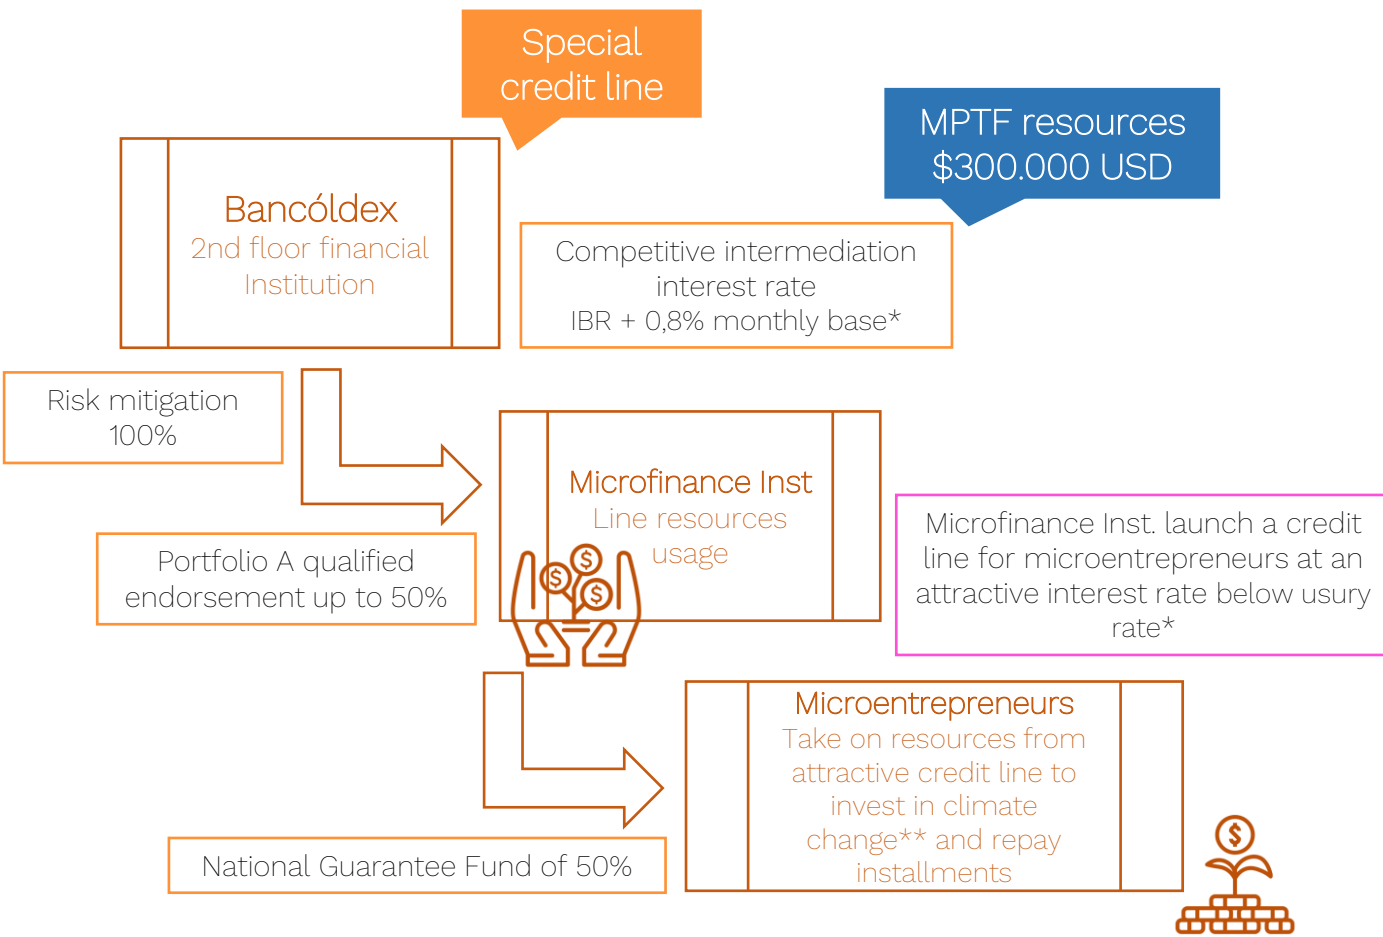 Special
credit line
MPTF resources
$300.000 USD
Bancóldex
2nd floor financial
Institution
Competitive intermediation
interest rate
IBR + 0,8% monthly base*
Risk mitigation
100%
Microfinance Inst
Line resources
usage
Portfolio A qualified
endorsement up to 50%
Microfinance Inst. launch a credit
line for microentrepreneurs at an
attractive interest rate below usury
rate*
Microentrepreneurs
Take on resources from
attractive credit line to
invest in climate
change** and repay
installments
National Guarantee Fund of 50%
$
$
$
$